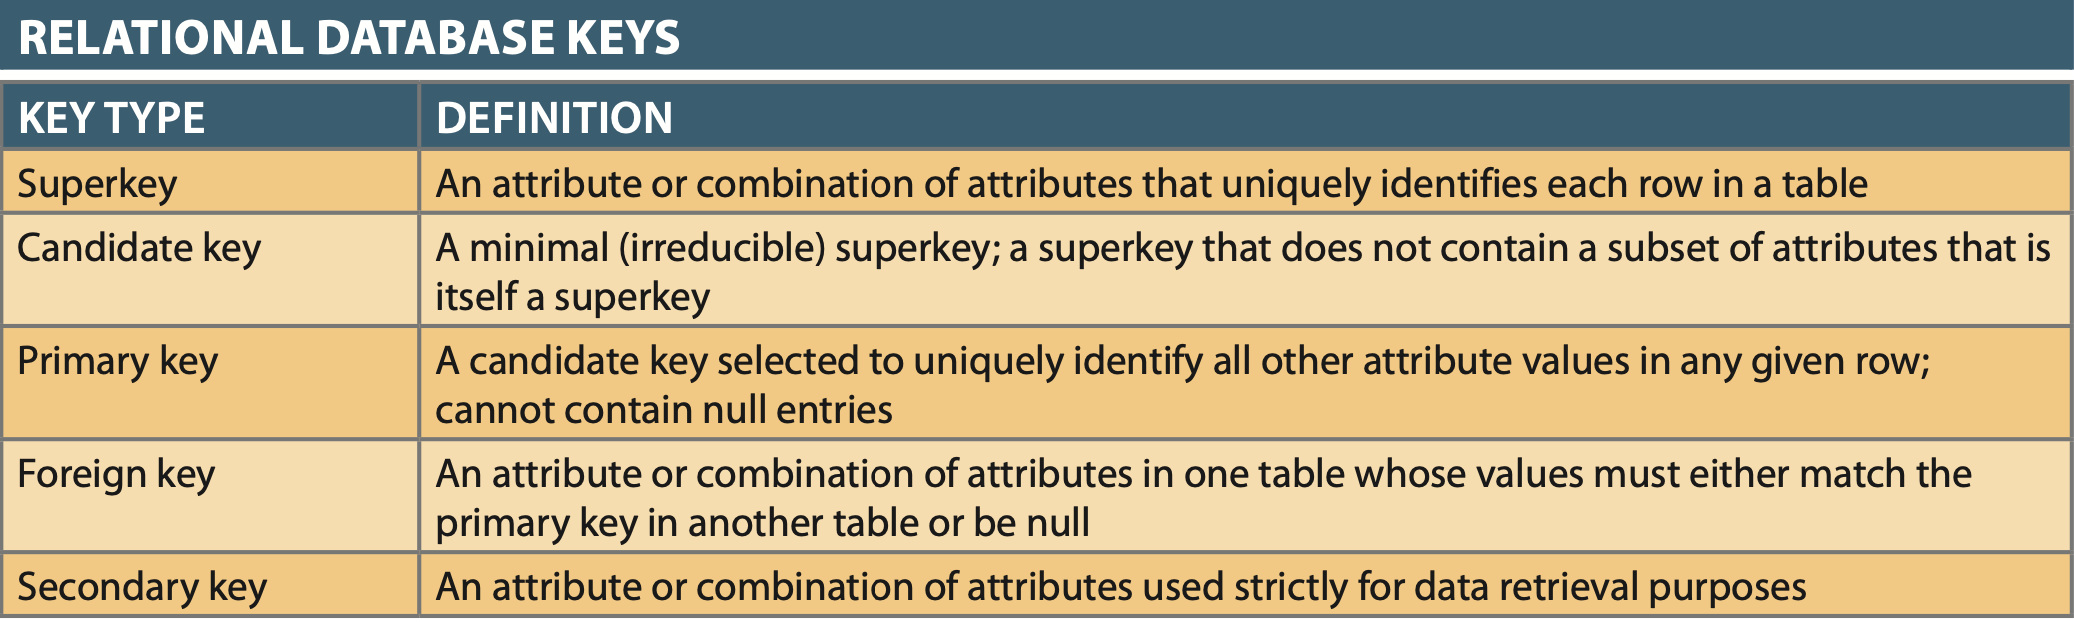 RELATIONAL DATABASE KEYS
KEY TYPE DEFINITION
Superkey An attribute or combination of attributes that uniquely identifies each row in a table
Candidate key A minimal (irreducible) superkey; a superkey that does not contain a subset of attributes that is
itself a superkey
Primary key A candidate key selected to uniquely identify all other attribute values in any given row;
cannot contain null entries
Foreign key An attribute or combination of attributes in one table whose values must either match the
primary key in another table or be null
Secondary key An attribute or combination of attributes used strictly for data retrieval purposes